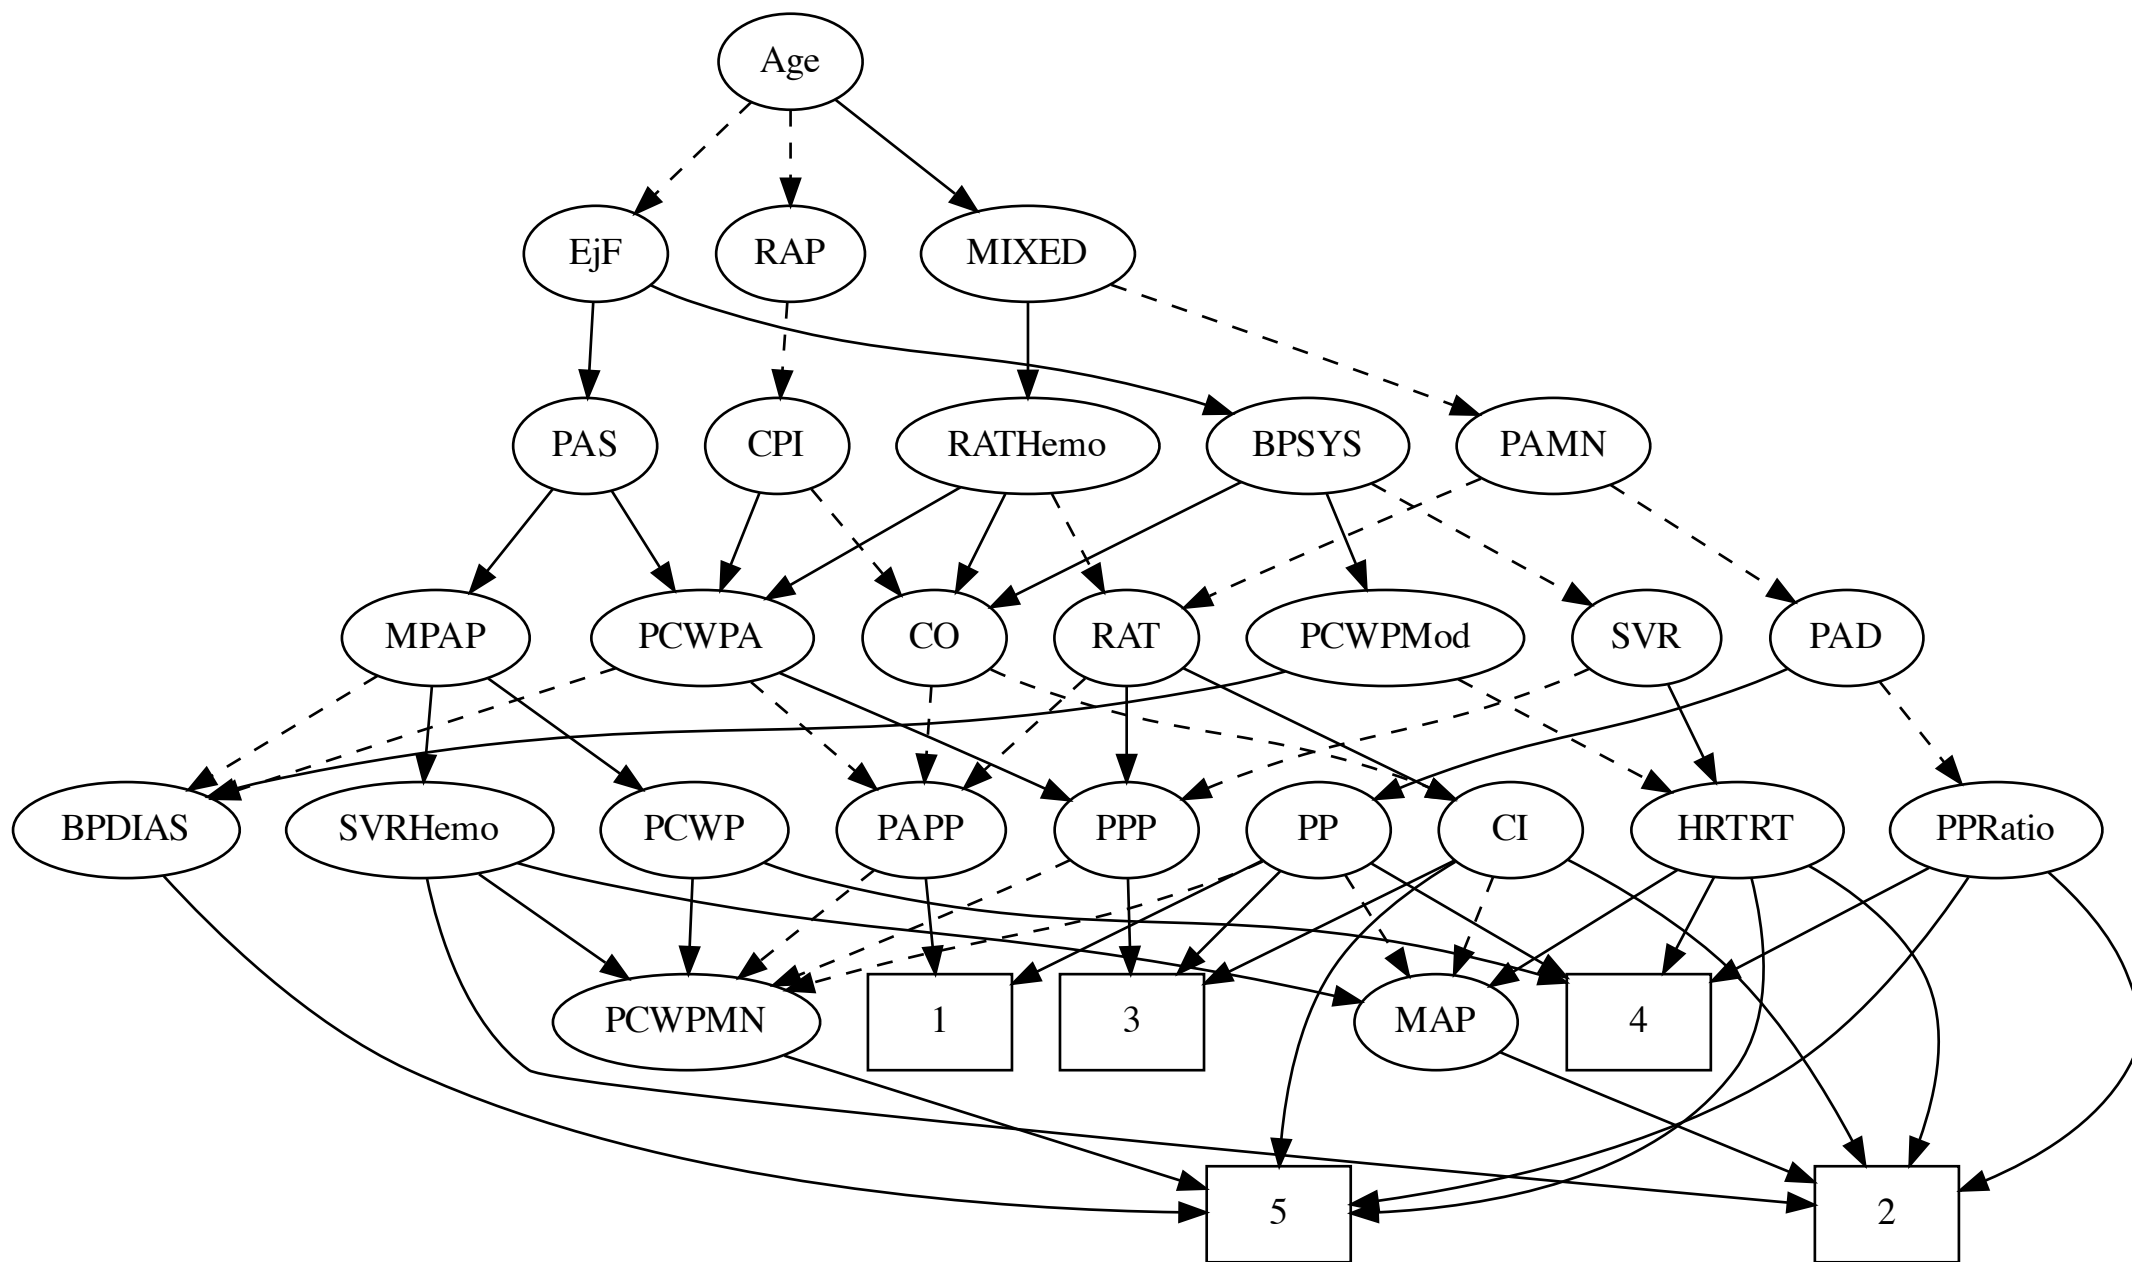 Age
EjF
RAP
MIXED
PAS
CPI
RATHemo
BPSYS
PAMN
MPAP
PCWPA
CO
RAT
PCWPMod
SVR
PAD
BPDIAS
SVRHemo
PCWP
PAPP
PPP
PP
CI
HRTRT
PPRatio
PCWPMN
1
3
MAP
4
5
2